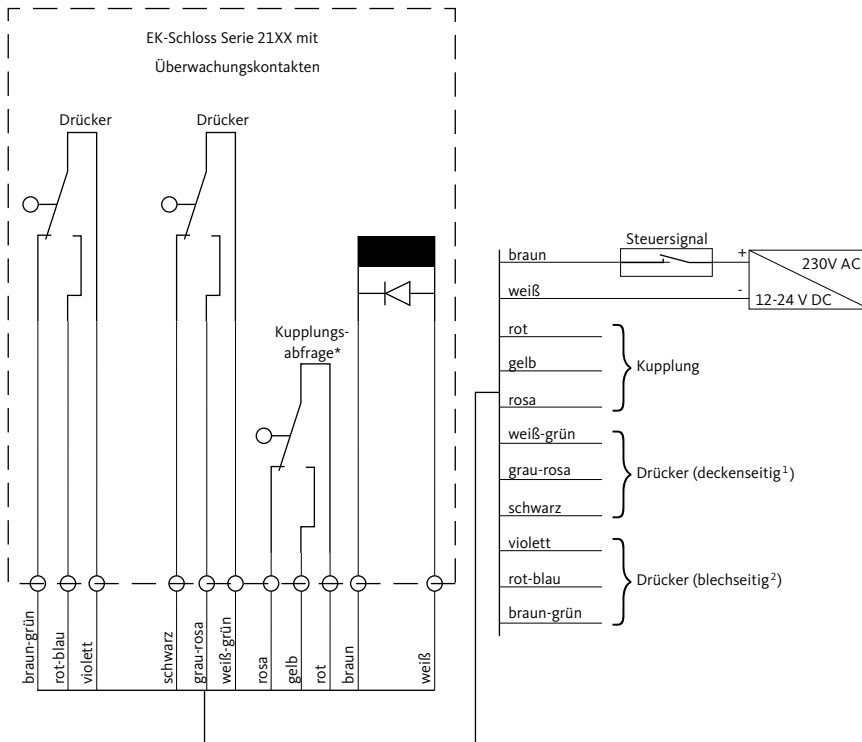 EK-Schloss Serie 21XX mit
Überwachungskontakten
Drücker
Drücker
Kupplungs-
abfrage*
braun-grün
rot-blau
violett
schwarz
grau-rosa
weiß-grün
rosa
gelb
rot
braun
weiß
Steuersignal
braun
+
230V AC
weiß
-
12-24 V DC
rot
gelb
Kupplung
rosa
weiß-grün
grau-rosa
Drücker (deckenseitig¹)
schwarz
violett
rot-blau
Drücker (blechseitig²)
braun-grün